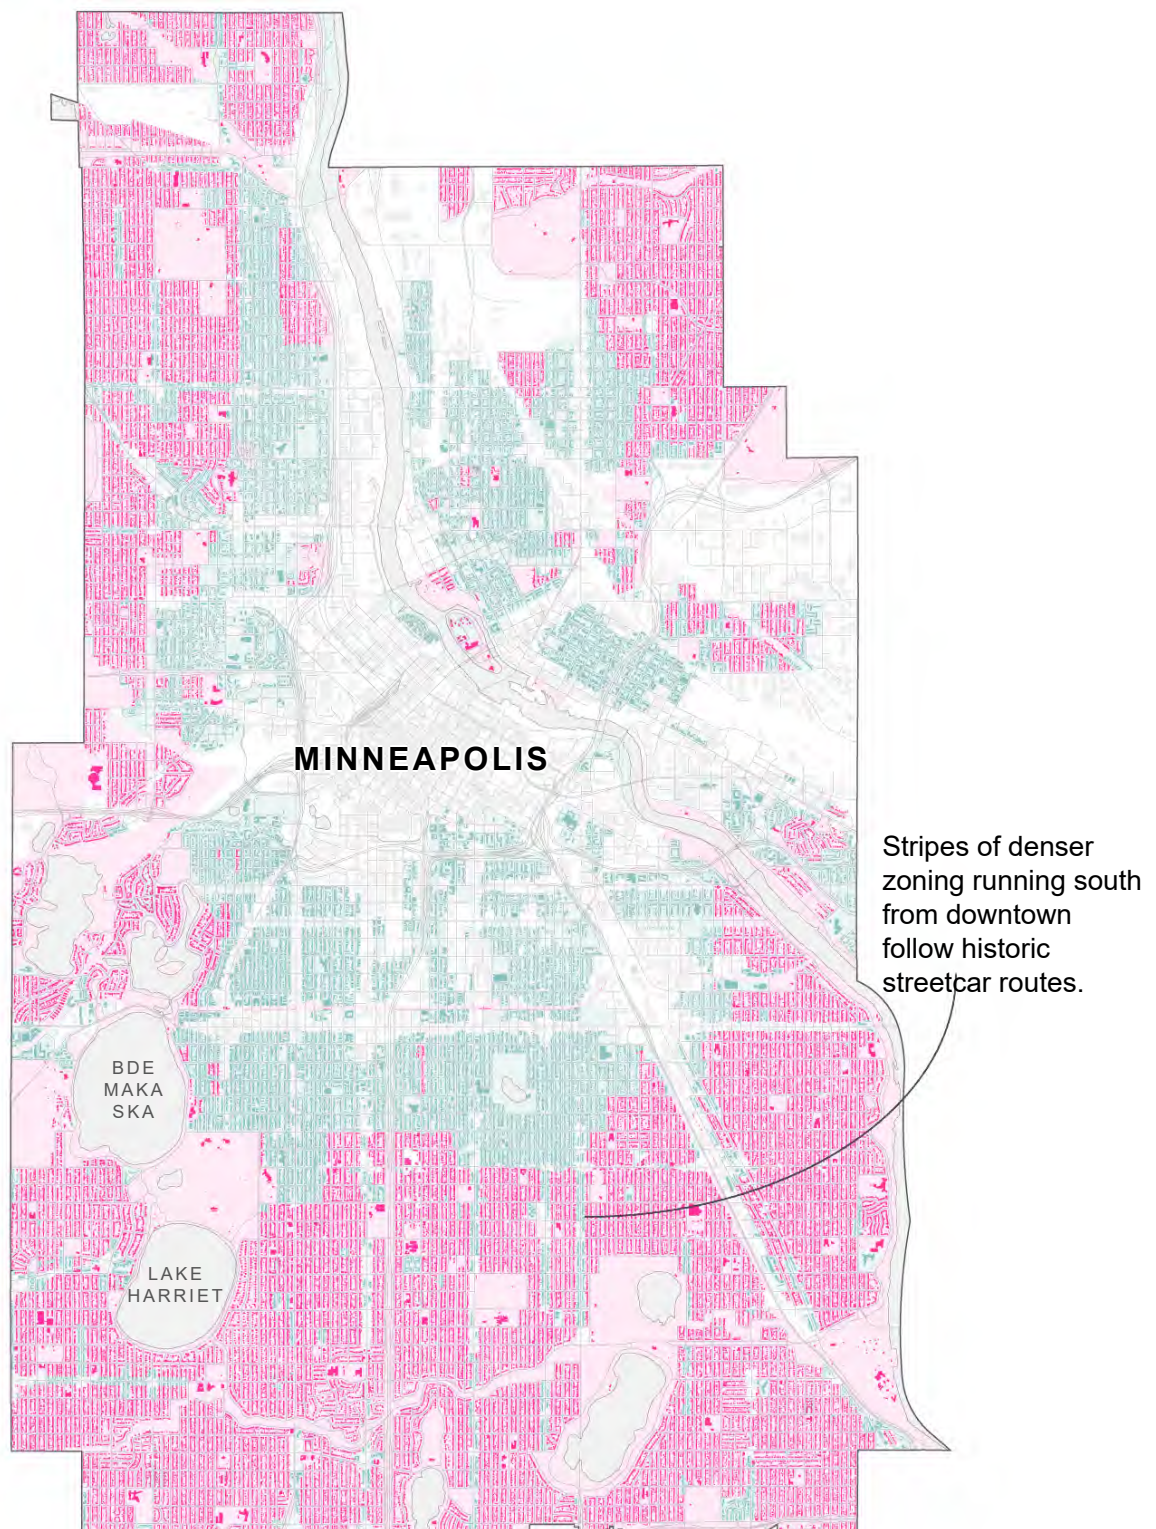 MINNEAPOLIS
Stripes of denser
zoning running south
from downtown
follow historic
streetcar routes.
BDE
MAKA
SKA
LAKE
HARRIET